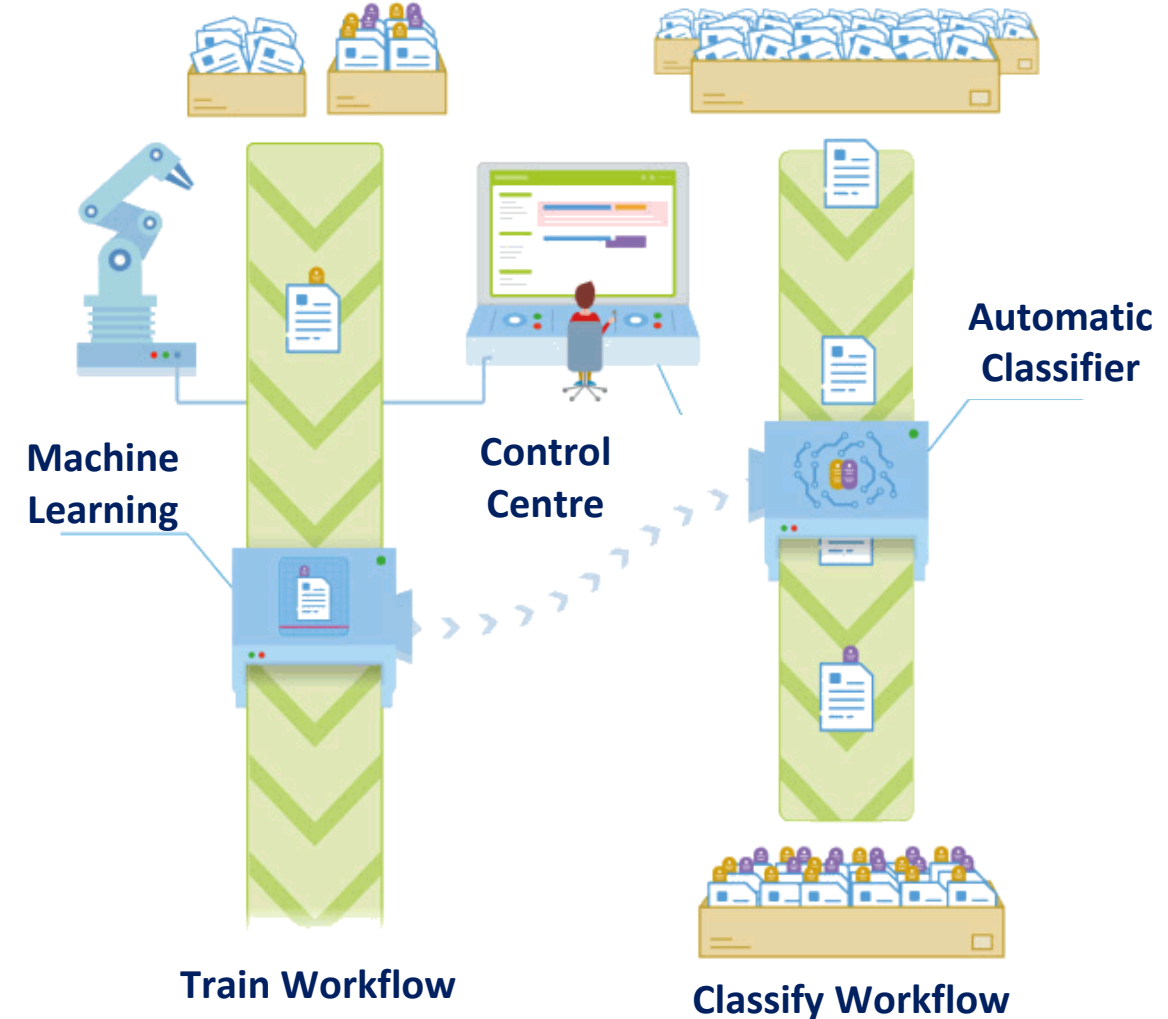 Automatic
Classifier
Machine
Learning
Control
Centre
Train Workflow
Classify Workflow